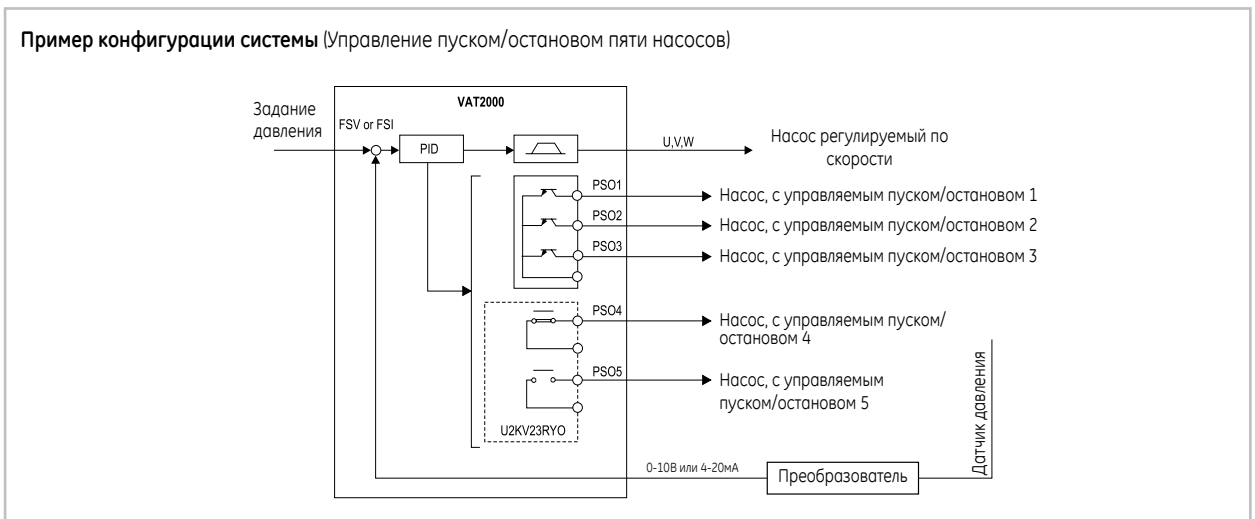 Пример конфигурации системы (Управление пуском/остановом пяти насосов)
VAT2000
Задание
давления
FSV or FSI
PID
U,V,W
Насос регулируемый по
скорости
PSO1
Насос, с управляемым пуском/остановом 1
PSO2
Насос, с управляемым пуском/остановом 2
PSO3
Насос, с управляемым пуском/остановом 3
PSO4
Насос, с управляемым пуском/
остановом 4
PSO5
Насос, с управляемым
пуском/остановом 5
U2KV23RYO
Датчик давления
0-10В или 4-20мА
Преобразователь